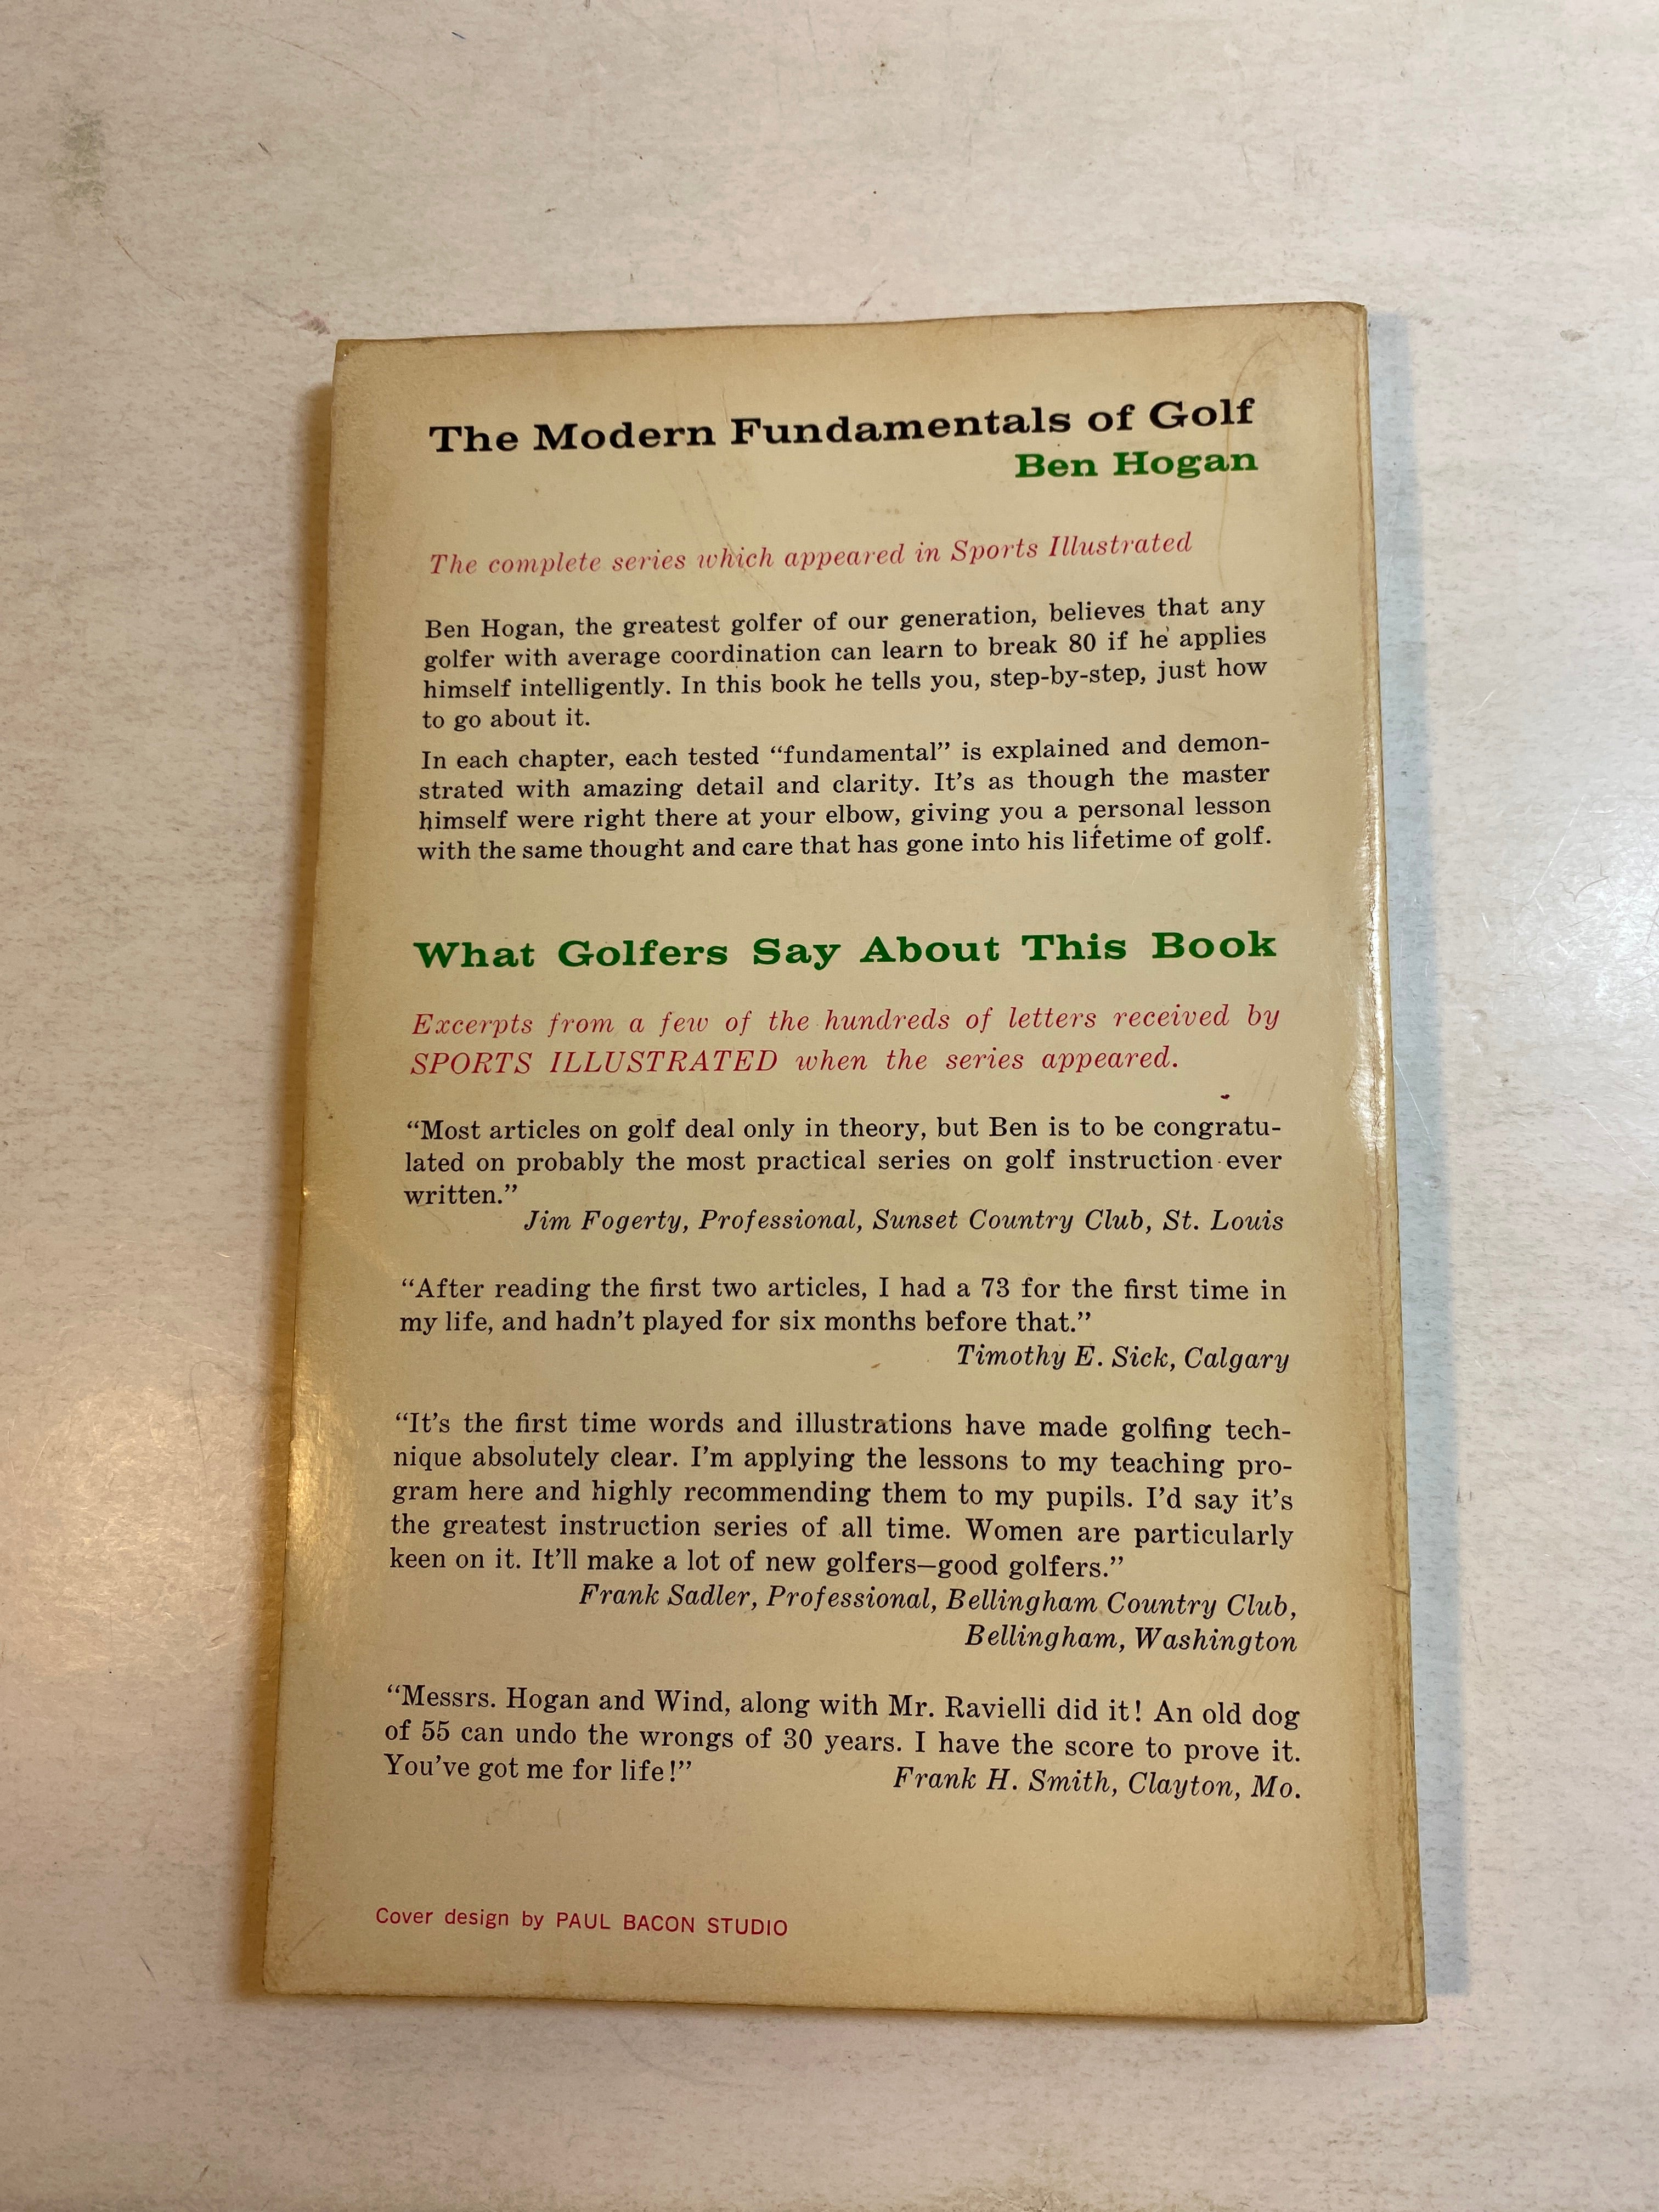 The Modern Fundamentals of Golf
Ben Hogan
The complete series which appeared in Sports Illustrated
Ben Hogan, the greatest golfer of our generation, believes that any
golfer with average coordination can learn to break 80 if he applies
himself intelligently. In this book he tells you, step-by-step, just how
to go about it.
In each chapter, each tested “fundamental” is explained and demon-
strated with amazing detail and clarity. It’s as though the master
himself were right there at your elbow, giving you a personal lesson
with the same thought and care that has gone into his lifetime of golf.
What Golfers Say About This Book
Excerpts from a few of the hundreds of letters received by
SPORTS ILLUSTRATED when the series appeared.
“Most articles on golf deal only in theory, but Ben is to be congratu-
lated on probably the most practical series on golf instruction ever
written.”
Jim Fogerty, Professional, Sunset Country Club, St. Louis
“After reading the first two articles, I had a 73 for the first time in
my life, and hadn’t played for six months before that.”
Timothy E. Sick, Calgary
“It’s the first time words and illustrations have made golfing tech-
nique absolutely clear. I’m applying the lessons to my teaching pro-
gram here and highly recommending them to my pupils. I’d say it’s
the greatest instruction series of all time. Women are particularly
keen on it. It’ll make a lot of new golfers—good golfers.”
Frank Sadler, Professional, Bellingham Country Club,
Bellingham, Washington
“Messrs. Hogan and Wind, along with Mr. Ravielli did it! An old dog
of 55 can undo the wrongs of 30 years. I have the score to prove it.
You’ve got me for life!” Frank H. Smith, Clayton, Mo.
Cover design by PAUL BACON STUDIO